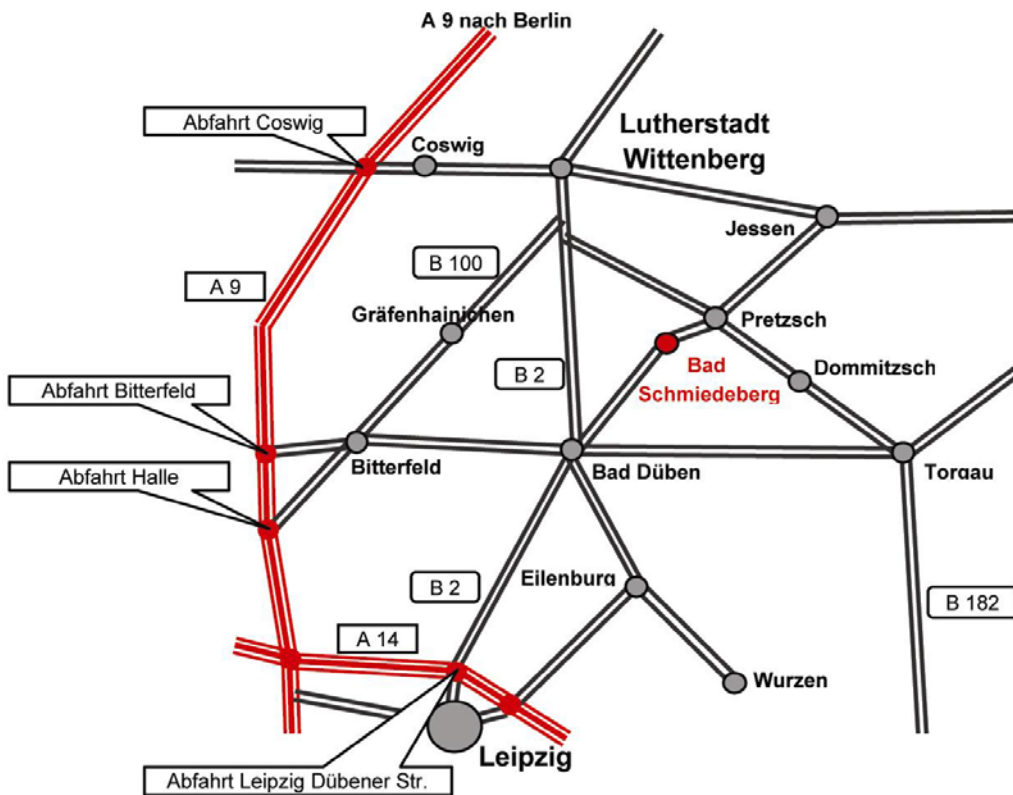 A 9 nach Berlin
Abfahrt Coswig
Coswig
Lutherstadt
Wittenberg
Jessen
B 100
A 9
Gräfenhainichen
Pretzsch
Bad
Schmiedeberg
Dommitzsch
B 2
Abfahrt Bitterfeld
Bitterfeld
Bad Düben
Torgau
Abfahrt Halle
Eilenburg
B 2
B 182
A 14
Wurzen
Leipzig
Abfahrt Leipzig Dübener Str.